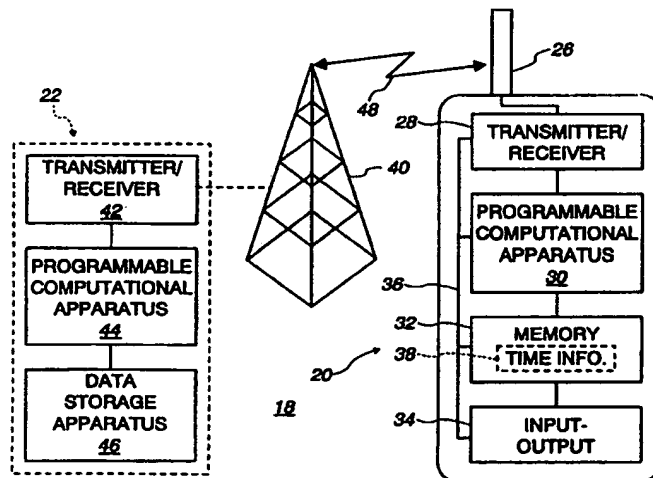 22
TRANSMITTER/
RECEIVER
42
PROGRAMMABLE
COMPUTATIONAL
APPARATUS
44
DATA
STORAGE
APPARATUS
46
40
48
18
26
28
TRANSMITTER/
RECEIVER
PROGRAMMABLE
COMPUTATIONAL
APPARATUS
30
36
32
MEMORY
38
TIME INFO.
20
34
INPUT-
OUTPUT